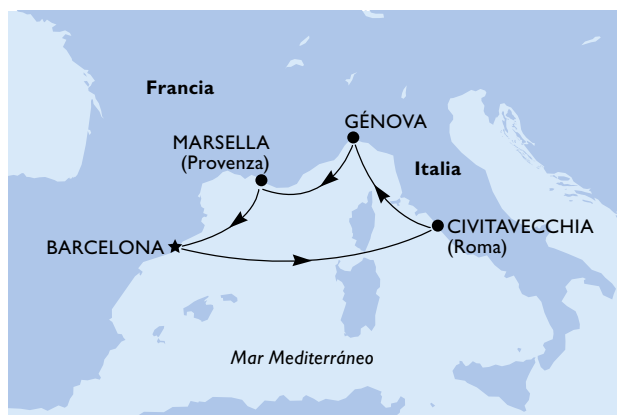 Francia
GÉNOVA
MARSELLA
(Provenza)
Italia
CIVITAVECCHIA
(Roma)
BARCELONA
Mar Mediterráneo